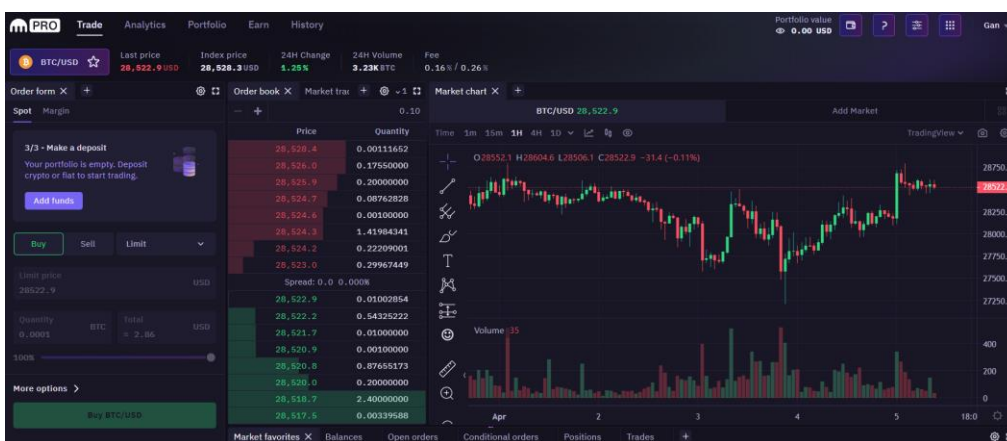 PRO Trade Analytics Portfolio Earn History
Portfolio value
0.00 USD
Gan
BTC/USD
Last price
28,522.9 USD
Index price
28,528.3 USD
24H Change
1.25%
24H Volume
3.23K BTC
Fee
0.16% / 0.26%
Order form
Spot Margin
3/3 - Make a deposit
Your portfolio is empty. Deposit
crypto or fiat to start trading.
Add funds
Buy Sell Limit
Limit price
28522.9 USD
Quantity
0.0001 BTC
Total
≈ 2.86 USD
100%
More options
Buy BTC/USD
Order book Market trac
1
0.10
Price Quantity
28,528.4 0.00111652
28,526.0 0.17550000
28,525.9 0.20000000
28,524.7 0.08762828
28,524.6 0.00100000
28,524.3 1.41984341
28,524.2 0.22209001
28,523.0 0.29967449
Spread: 0.0 0.000%
28,522.9 0.01002854
28,522.2 0.54325222
28,521.7 0.01000000
28,520.9 0.00100000
28,520.8 0.87655173
28,520.0 0.20000000
28,518.7 2.40000000
28,517.5 0.00339588
Market chart
BTC/USD 28,522.9 Add Market
Time 1m 15m 1H 4H 1D TradingView
O28552.1 H28604.6 L28506.1 C28522.9 −31.4 (−0.11%)
28750.
28522.
28250.
28000.
27750.
27500.
27250.
Volume 35
400
200
0
Apr 2 3 4 5 18:0
Market favorites Balances Open orders Conditional orders Positions Trades